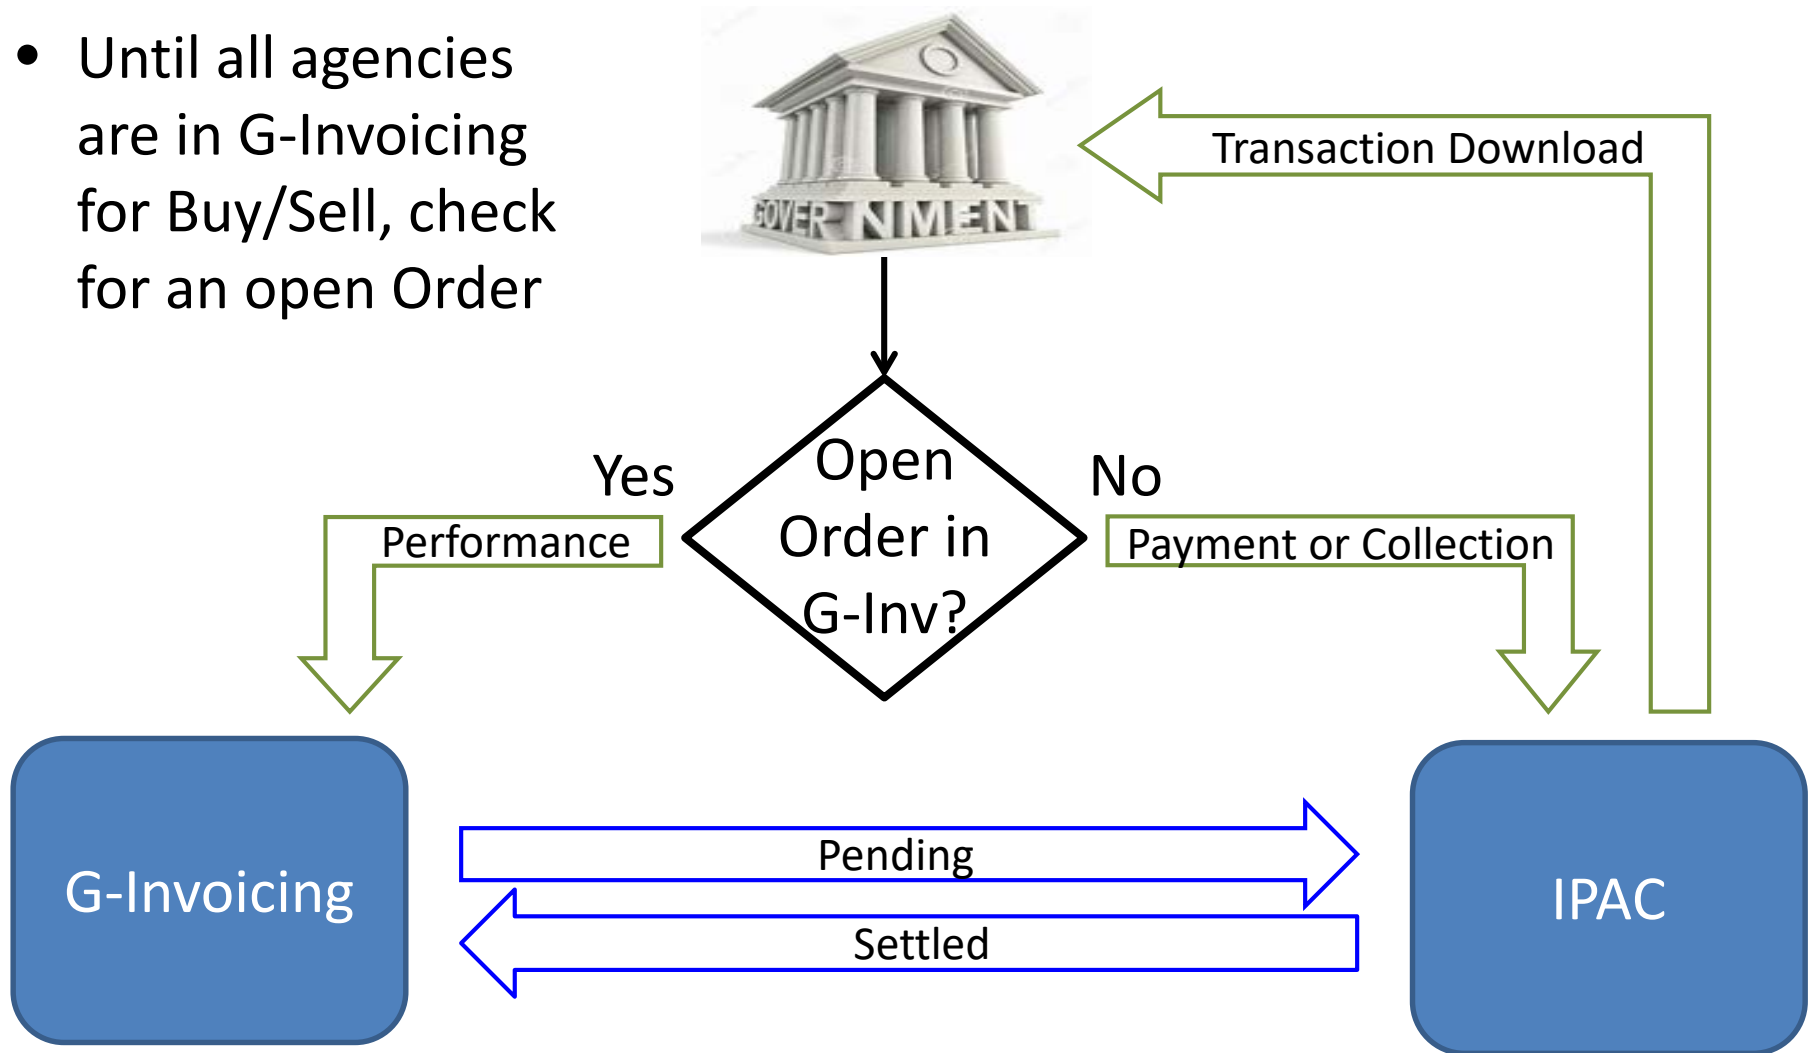 • Until all agencies
are in G-Invoicing
for Buy/Sell, check
for an open Order
GOVERNMENT
Transaction Download
Yes
Open
Order in
G-Inv?
No
Performance
Payment or Collection
G-Invoicing
Pending
Settled
IPAC